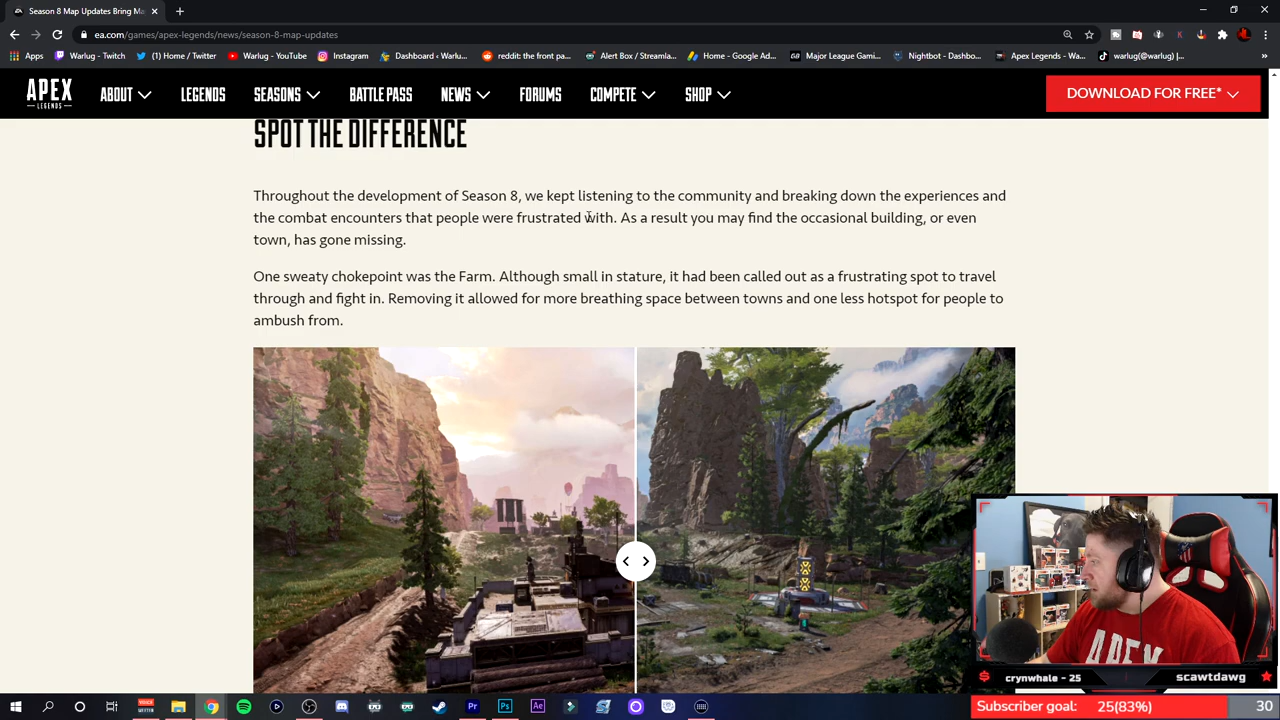 Season 8 Map Updates Bring Ma
ea.com/games/apex-legends/news/season-8-map-updates
Apps
Warlug - Twitch
(1) Home / Twitter
Warlug - YouTube
Instagram
Dashboard ‹ Warlu...
reddit: the front pa...
Alert Box / Streamla...
Home - Google Ad...
Major League Gami...
Nightbot - Dashbo...
Apex Legends - Wa...
warlug(@warlug) |...
APEX
LEGENDS
ABOUT
LEGENDS
SEASONS
BATTLE PASS
NEWS
FORUMS
COMPETE
SHOP
DOWNLOAD FOR FREE*
SPOT THE DIFFERENCE
Throughout the development of Season 8, we kept listening to the community and breaking down the experiences and
the combat encounters that people were frustrated with. As a result you may find the occasional building, or even
town, has gone missing.
One sweaty chokepoint was the Farm. Although small in stature, it had been called out as a frustrating spot to travel
through and fight in. Removing it allowed for more breathing space between towns and one less hotspot for people to
ambush from.
APEX
crynwhale - 25
scawtdawg
Subscriber goal:
25(83%)
30